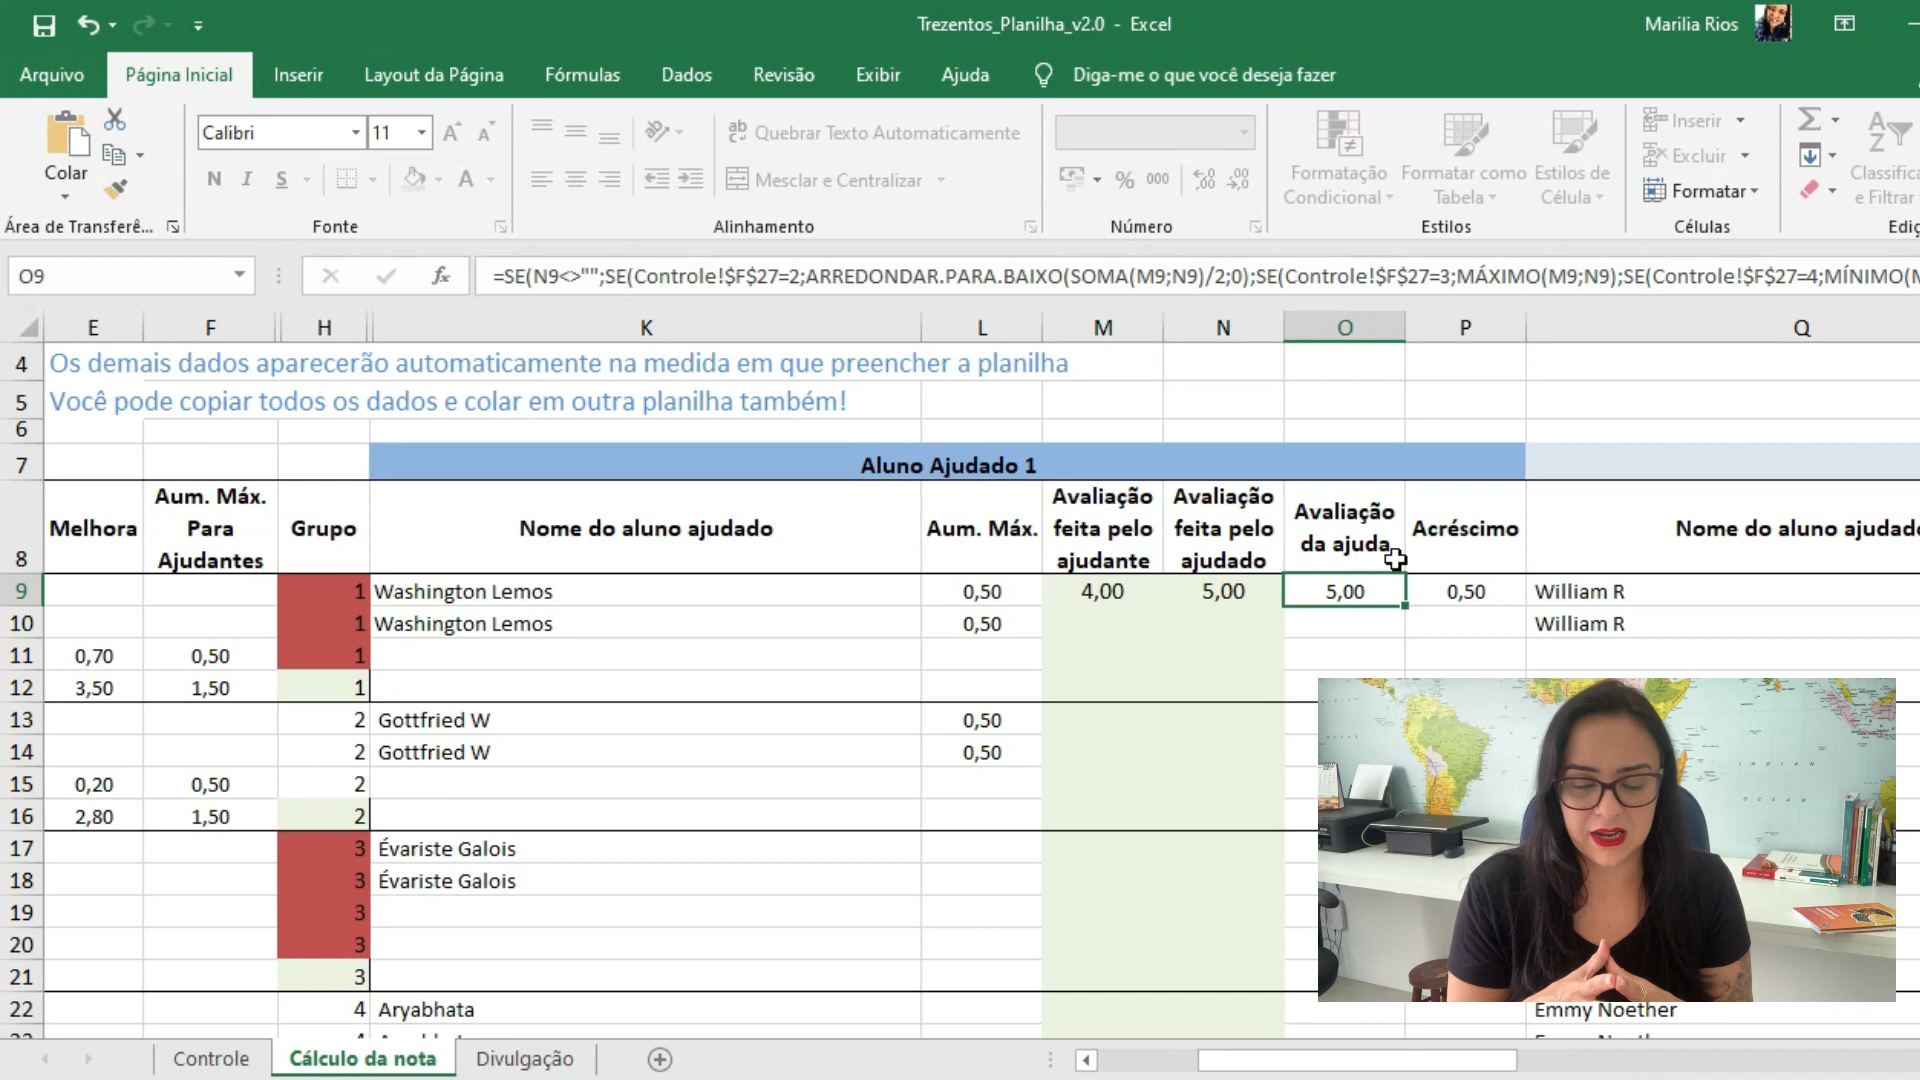 Trezentos_Planilha_v2.0 - Excel
Marilia Rios
Arquivo Página Inicial Inserir Layout da Página Fórmulas Dados Revisão Exibir Ajuda Diga-me o que você deseja fazer
Calibri 11 Quebrar Texto Automaticamente
Colar
N I S A Mesclar e Centralizar % 000
Formatação Condicional
Formatar como Tabela
Estilos de Célula
Inserir
Excluir
Formatar
Classifica
e Filtrar
Área de Transferê... Fonte Alinhamento Número Estilos Células Ediç
O9 fx =SE(N9<>"";SE(Controle!$F$27=2;ARREDONDAR.PARA.BAIXO(SOMA(M9;N9)/2;0);SE(Controle!$F$27=3;MÁXIMO(M9;N9);SE(Controle!$F$27=4;MÍNIMO(M
E F H K L M N O P Q
4 Os demais dados aparecerão automaticamente na medida em que preencher a planilha
5 Você pode copiar todos os dados e colar em outra planilha também!
6
7 Aluno Ajudado 1
8 Melhora Aum. Máx. Para Ajudantes Grupo Nome do aluno ajudado Aum. Máx. Avaliação feita pelo ajudante Avaliação feita pelo ajudado Avaliação da ajuda Acréscimo Nome do aluno ajudado
9 1 Washington Lemos 0,50 4,00 5,00 5,00 0,50 William R
10 1 Washington Lemos 0,50 William R
11 0,70 0,50 1
12 3,50 1,50 1
13 2 Gottfried W 0,50
14 2 Gottfried W 0,50
15 0,20 0,50 2
16 2,80 1,50 2
17 3 Évariste Galois
18 3 Évariste Galois
19 3
20 3
21 3
22 4 Aryabhata Emmy Noether
Controle Cálculo da nota Divulgação